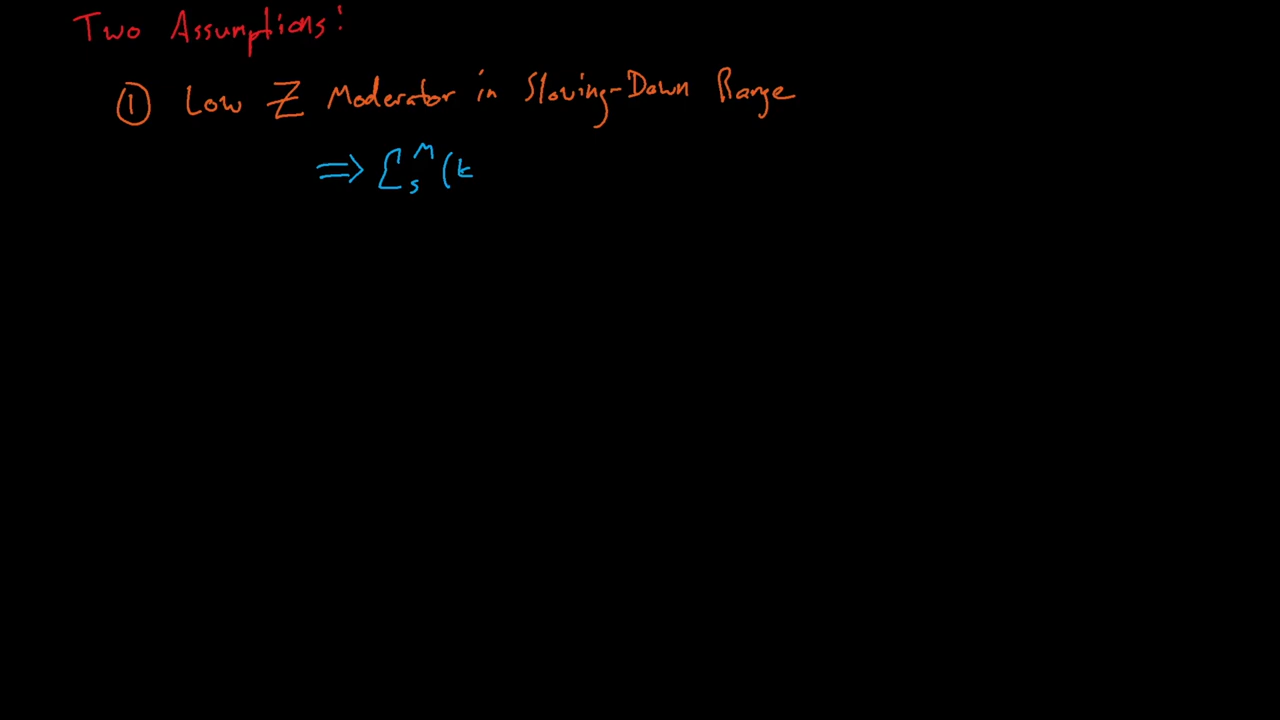 Two Assumptions:
① Low Z Moderator in Slowing-Down Range
⇒ Σ_s^M (E